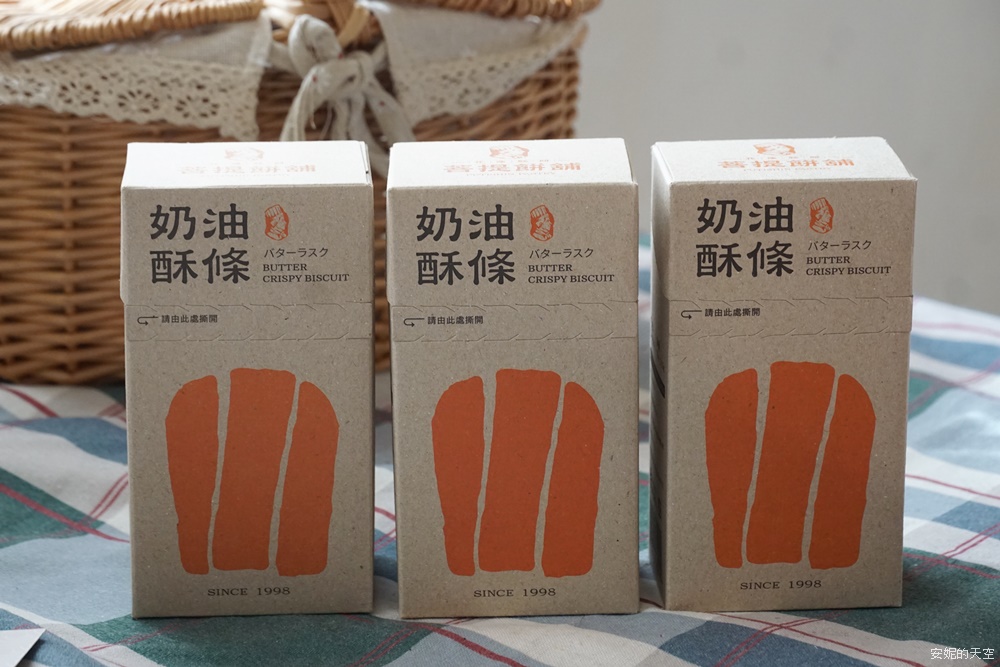 菩提餅舖
奶油
酥條
バターラスク
BUTTER
CRISPY BISCUIT
請由此處撕開
SINCE 1998
菩提餅舖
奶油
酥條
バターラスク
BUTTER
CRISPY BISCUIT
請由此處撕開
SINCE 1998
菩提餅舖
奶油
酥條
バターラスク
BUTTER
CRISPY BISCUIT
請由此處撕開
SINCE 1998
安妮的天空